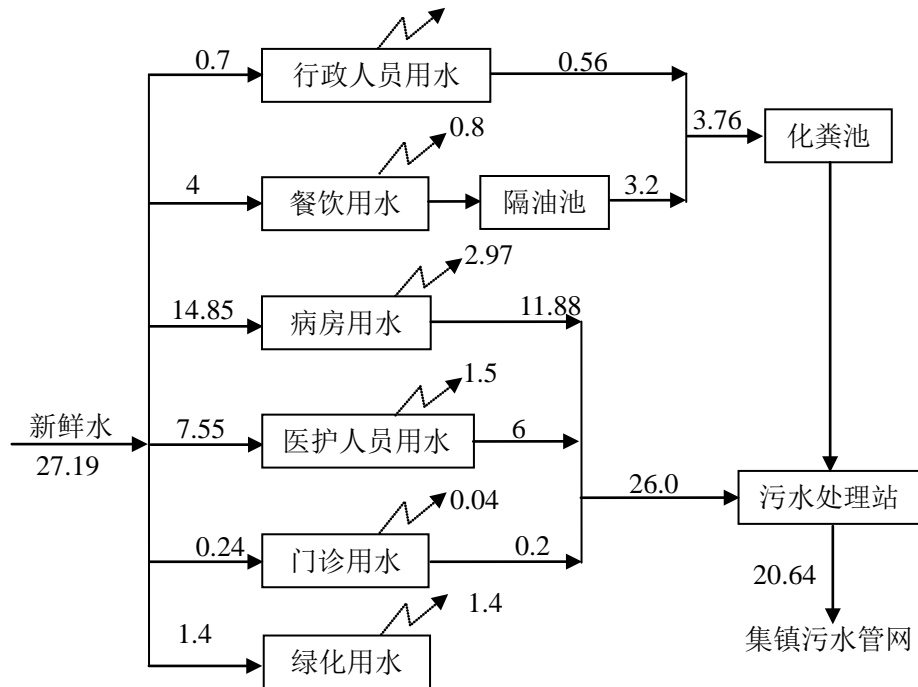 0.7
行政人员用水
0.56
3.76
化粪池
0.8
4
餐饮用水
隔油池
3.2
2.97
14.85
病房用水
11.88
1.5
新鲜水
27.19
7.55
医护人员用水
6
26.0
污水处理站
0.04
0.24
门诊用水
0.2
20.64
1.4
1.4
绿化用水
集镇污水管网